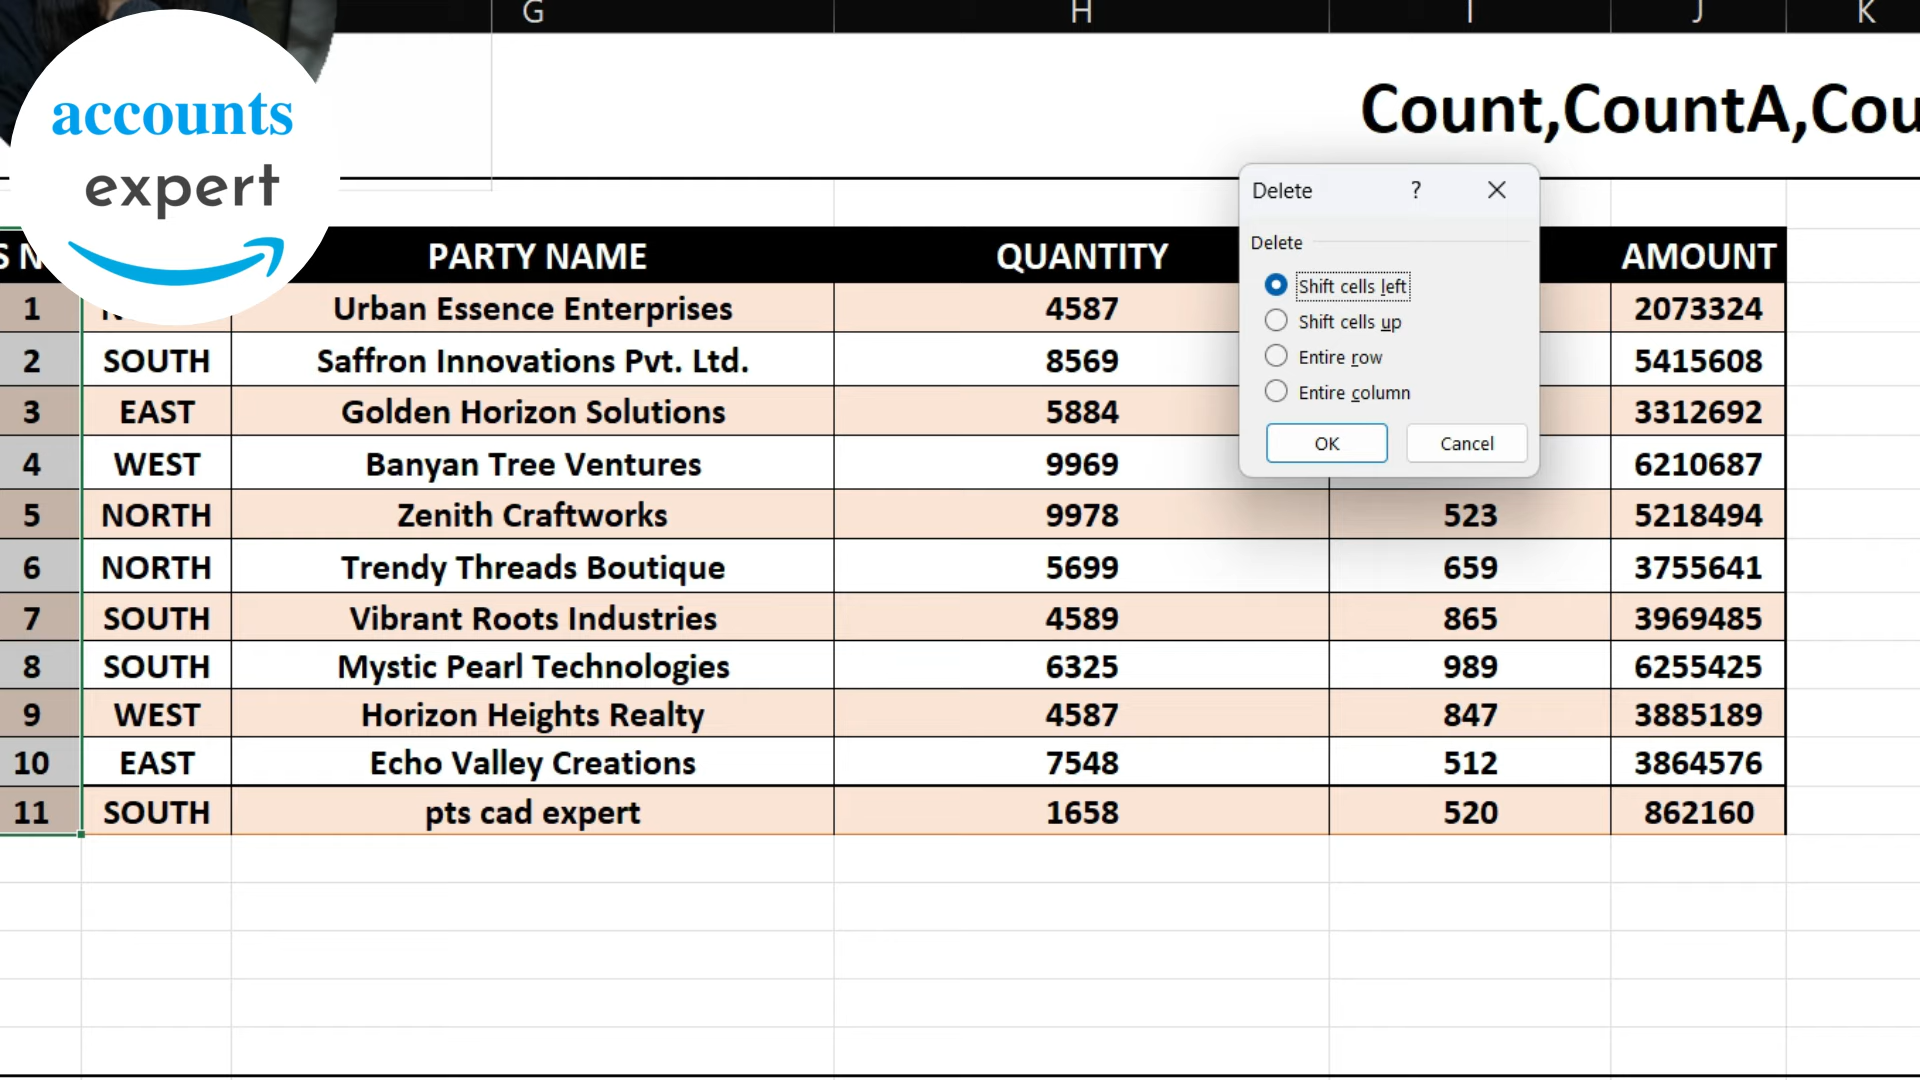 G H I J K
accounts
expert
Count,CountA,Cou
S N PARTY NAME QUANTITY AMOUNT
1 Urban Essence Enterprises 4587 2073324
2 SOUTH Saffron Innovations Pvt. Ltd. 8569 5415608
3 EAST Golden Horizon Solutions 5884 3312692
4 WEST Banyan Tree Ventures 9969 6210687
5 NORTH Zenith Craftworks 9978 523 5218494
6 NORTH Trendy Threads Boutique 5699 659 3755641
7 SOUTH Vibrant Roots Industries 4589 865 3969485
8 SOUTH Mystic Pearl Technologies 6325 989 6255425
9 WEST Horizon Heights Realty 4587 847 3885189
10 EAST Echo Valley Creations 7548 512 3864576
11 SOUTH pts cad expert 1658 520 862160
Delete ?
Delete
Shift cells left
Shift cells up
Entire row
Entire column
OK Cancel